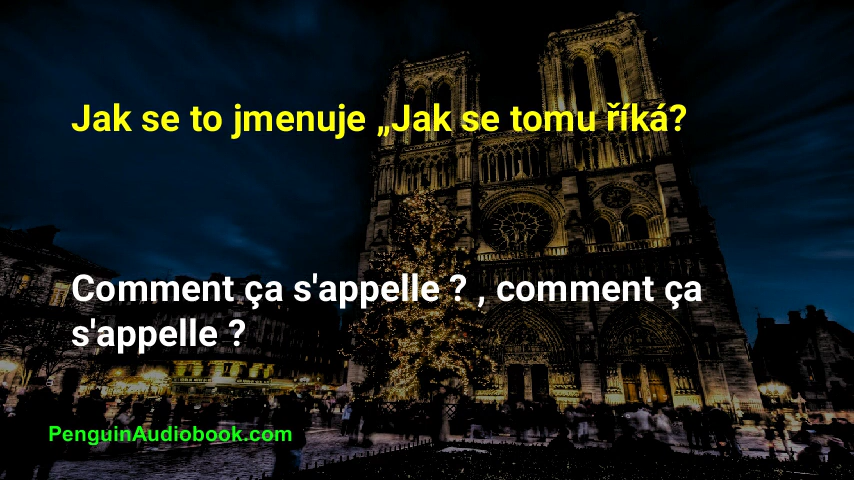 Jak se to jmenuje „Jak se tomu říká?
Comment ça s'appelle ? , comment ça
s'appelle ?
PenguinAudiobook.com